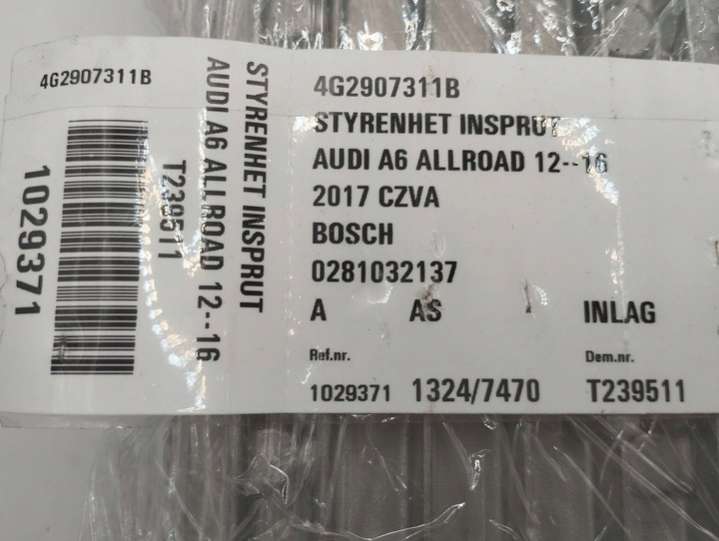 4G2907311B
1029371
T239511
AUDI A6 ALLROAD 12--16
STYRENHET INSPRUT
4G2907311B
STYRENHET INSPRUT
AUDI A6 ALLROAD 12--16
2017 CZVA
BOSCH
0281032137
A AS INLAG
Ref.nr. Dem.nr.
1029371 1324/7470 T239511